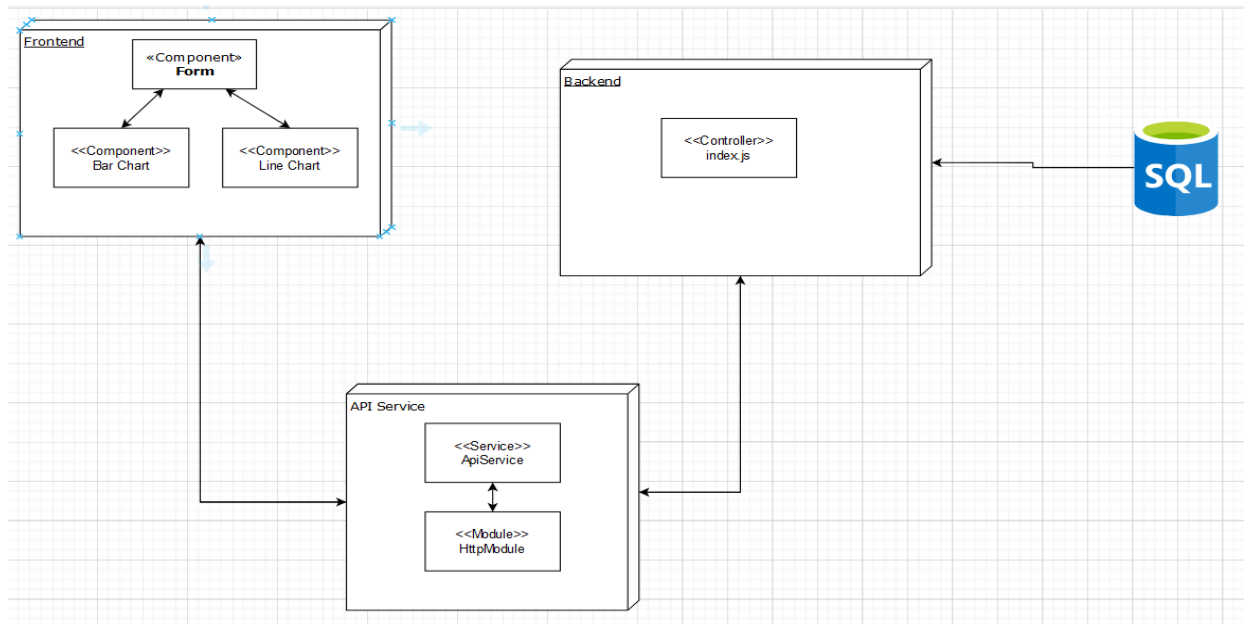 Frontend
«Component»
Form
<<Component>>
Bar Chart
<<Component>>
Line Chart
Backend
<<Controller>>
index.js
SQL
API Service
<<Service>>
ApiService
<<Module>>
HttpModule